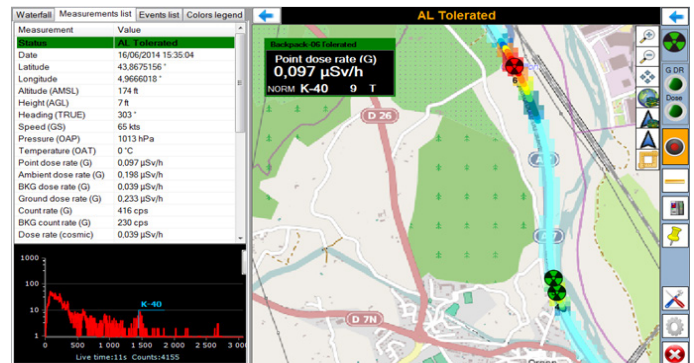 Waterfall Measurements list Events list Colors legend
Measurement Value
Status AL Tolerated
Date 16/06/2014 15:35:04
Latitude 43,8675156 °
Longitude 4,9666018 °
Altitude (AMSL) 174 ft
Height (AGL) 7 ft
Heading (TRUE) 303 °
Speed (GS) 65 kts
Pressure (OAP) 1013 hPa
Temperature (OAT) 0 °C
Point dose rate (G) 0,097 µSv/h
Ambient dose rate (G) 0,198 µSv/h
BKG dose rate (G) 0,039 µSv/h
Ground dose rate (G) 0,233 µSv/h
Count rate (G) 416 cps
BKG count rate (G) 230 cps
Dose rate (cosmic) 0,039 µSv/h
1000
100
10
1
K-40
0 500 1 000 1 500 2 000 2 500 3 0
Live time:11s Counts:4155
AL Tolerated
Backpack-06 Tolerated
Point dose rate (G)
0,097 µSv/h
NORM K-40 9 T
6
D 26
A 7
D 7N
Orgon
G DR
Dose